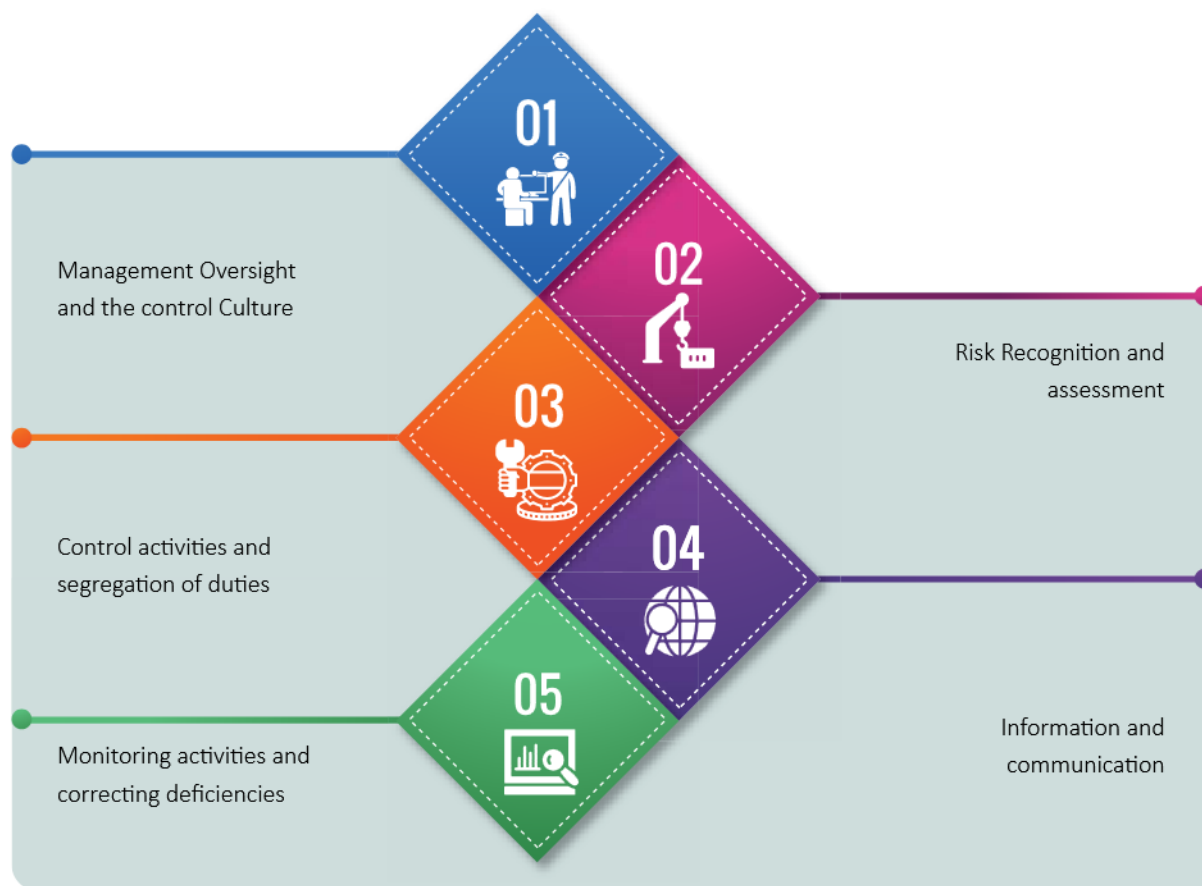 01
Management Oversight
and the control Culture
02
Risk Recognition and
assessment
03
Control activities and
segregation of duties
04
Information and
communication
05
Monitoring activities and
correcting deficiencies